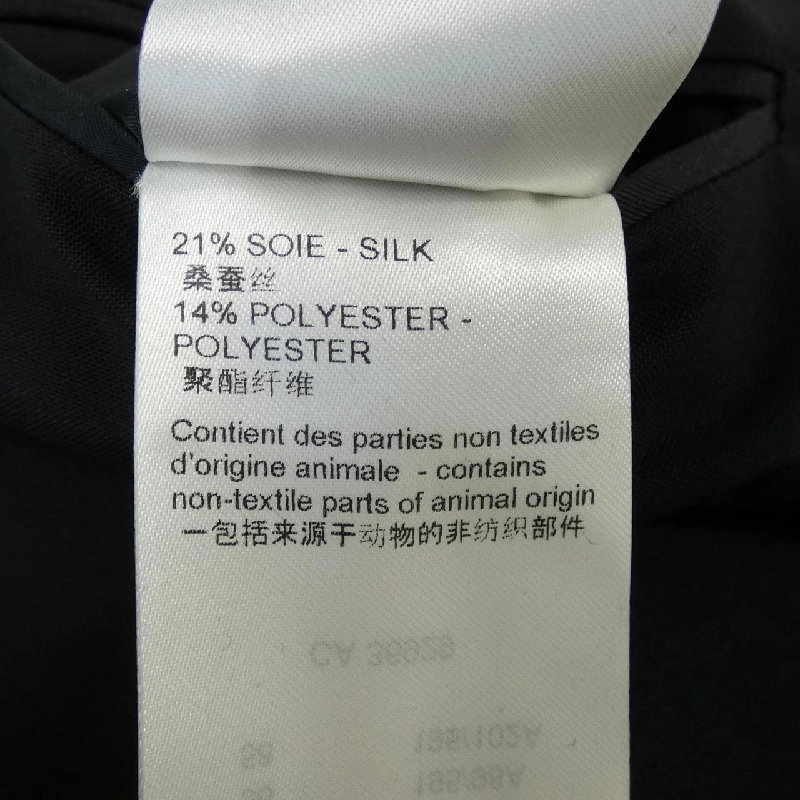 21% SOIE - SILK
桑蚕丝
14% POLYESTER -
POLYESTER
聚酯纤维
Contient des parties non textiles
d'origine animale - contains
non-textile parts of animal origin
一包括来源于动物的非纺织部件
CA 36929